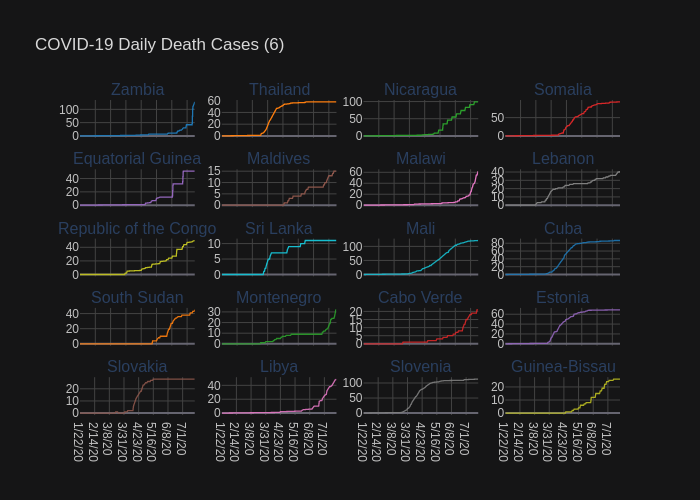 COVID-19 Daily Death Cases (6)
Zambia Thailand Nicaragua Somalia
100 50 0 60 40 20 0 100 50 0 50 0
Equatorial Guinea Maldives Malawi Lebanon
40 20 0 15 10 5 0 60 40 20 0 40 30 20 10 0
Republic of the Congo Sri Lanka Mali Cuba
40 20 0 10 5 0 100 50 0 80 60 40 20 0
South Sudan Montenegro Cabo Verde Estonia
40 20 0 30 20 10 0 20 15 10 5 0 60 40 20 0
Slovakia Libya Slovenia Guinea-Bissau
20 10 0 40 20 0 100 50 0 20 10 0
1/22/20 2/14/20 3/8/20 3/31/20 4/23/20 5/16/20 6/8/20 7/1/20 1/22/20 2/14/20 3/8/20 3/31/20 4/23/20 5/16/20 6/8/20 7/1/20 1/22/20 2/14/20 3/8/20 3/31/20 4/23/20 5/16/20 6/8/20 7/1/20 1/22/20 2/14/20 3/8/20 3/31/20 4/23/20 5/16/20 6/8/20 7/1/20